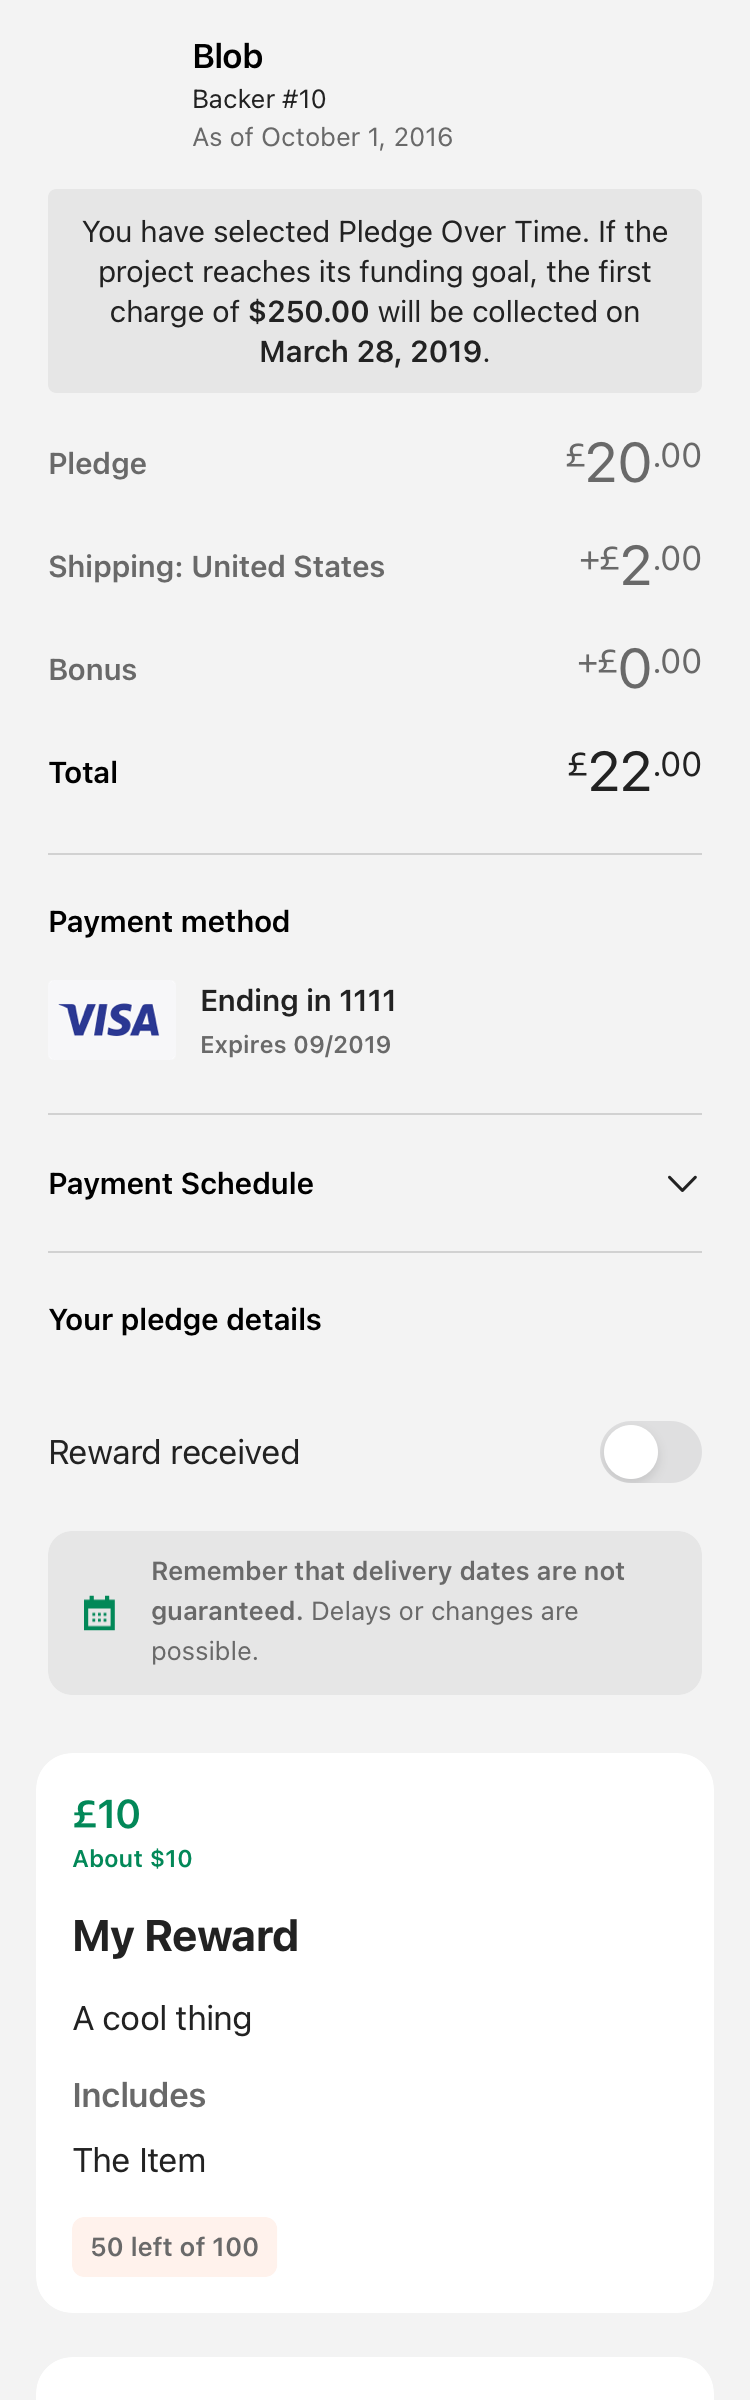 Blob
Backer #10
As of October 1, 2016
You have selected Pledge Over Time. If the
project reaches its funding goal, the first
charge of $250.00 will be collected on
March 28, 2019.
Pledge £20.00
Shipping: United States +£2.00
Bonus +£0.00
Total £22.00
Payment method
VISA
Ending in 1111
Expires 09/2019
Payment Schedule
Your pledge details
Reward received
Remember that delivery dates are not
guaranteed. Delays or changes are
possible.
£10
About $10
My Reward
A cool thing
Includes
The Item
50 left of 100